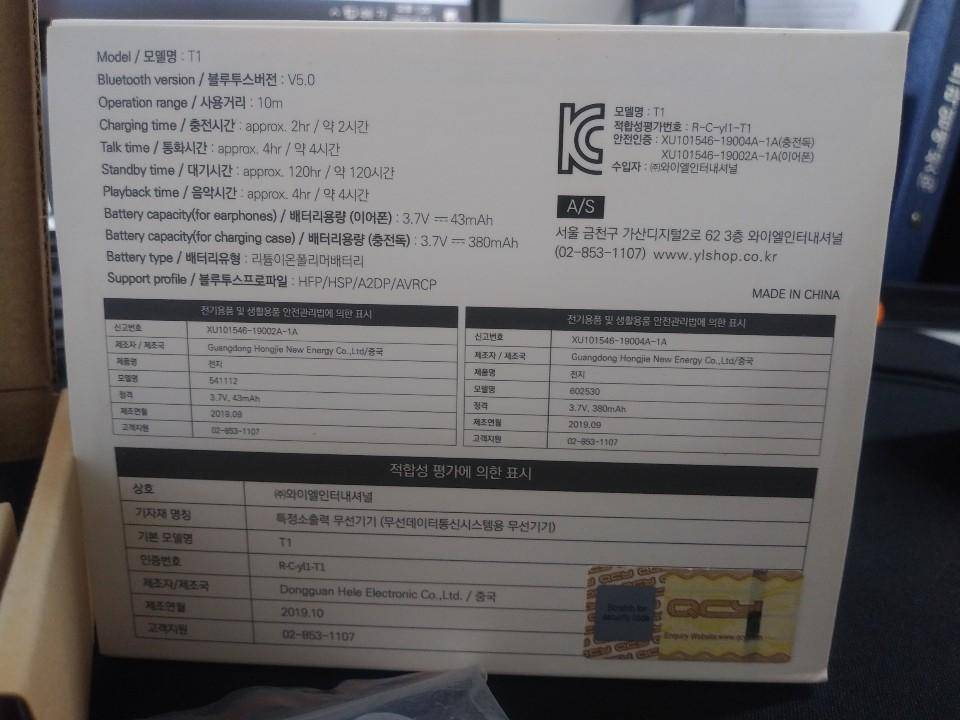 Model / 모델명 : T1
Bluetooth version / 블루투스버전 : V5.0
Operation range / 사용거리 : 10m
Charging time / 충전시간 : approx. 2hr / 약 2시간
Talk time / 통화시간 : approx. 4hr / 약 4시간
Standby time / 대기시간 : approx. 120hr / 약 120시간
Playback time / 음악시간 : approx. 4hr / 약 4시간
Battery capacity(for earphones) / 배터리용량 (이어폰) : 3.7V ⎓ 43mAh
Battery capacity(for charging case) / 배터리용량 (충전독) : 3.7V ⎓ 380mAh
Battery type / 배터리유형 : 리튬이온폴리머배터리
Support profile / 블루투스프로파일 : HFP/HSP/A2DP/AVRCP
모델명 : T1
적합성평가번호 : R-C-yl1-T1
안전인증 : XU101546-19004A-1A(충전독)
XU101546-19002A-1A(이어폰)
수입자 : ㈜와이엘인터내셔널
A/S
서울 금천구 가산디지털2로 62 3층 와이엘인터내셔널
(02-853-1107) www.ylshop.co.kr
MADE IN CHINA
전기용품 및 생활용품 안전관리법에 의한 표시
신고번호 XU101546-19002A-1A
제조자 / 제조국 Guangdong Hongjie New Energy Co.,Ltd/중국
제품명 전지
모델명 541112
정격 3.7V, 43mAh
제조연월 2019.09
고객지원 02-853-1107
전기용품 및 생활용품 안전관리법에 의한 표시
신고번호 XU101546-19004A-1A
제조자 / 제조국 Guangdong Hongjie New Energy Co.,Ltd/중국
제품명 전지
모델명 602530
정격 3.7V, 380mAh
제조연월 2019.09
고객지원 02-853-1107
적합성 평가에 의한 표시
상호 ㈜와이엘인터내셔널
기자재 명칭 특정소출력 무선기기 (무선데이터통신시스템용 무선기기)
기본 모델명 T1
인증번호 R-C-yl1-T1
제조자/제조국 Dongguan Hele Electronic Co.,Ltd. / 중국
제조연월 2019.10
고객지원 02-853-1107
Scratch for
security code
QCY
Enquiry Website:www.qcy